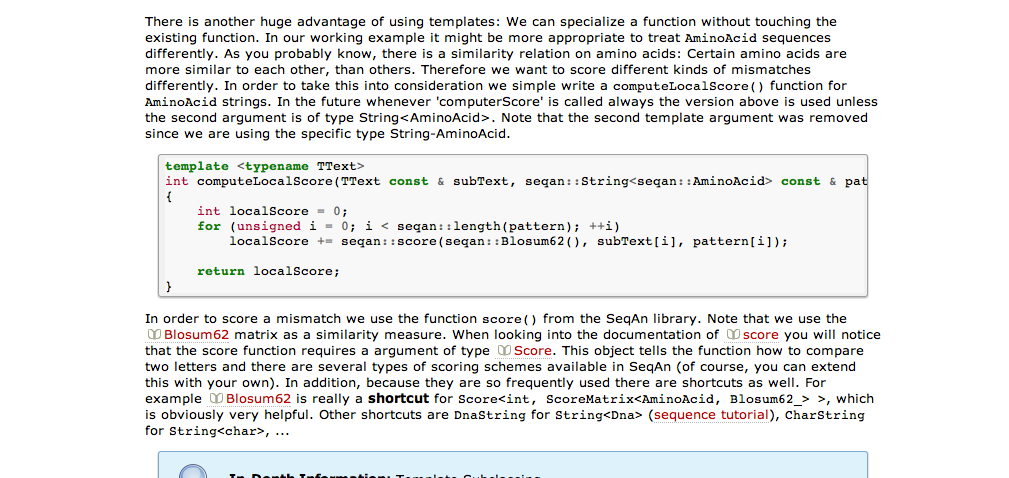 There is another huge advantage of using templates: We can specialize a function without touching the
existing function. In our working example it might be more appropriate to treat AminoAcid sequences
differently. As you probably know, there is a similarity relation on amino acids: Certain amino acids are
more similar to each other, than others. Therefore we want to score different kinds of mismatches
differently. In order to take this into consideration we simple write a computeLocalScore() function for
AminoAcid strings. In the future whenever 'computerScore' is called always the version above is used unless
the second argument is of type String<AminoAcid>. Note that the second template argument was removed
since we are using the specific type String-AminoAcid.
template <typename TText>
int computeLocalScore(TText const & subText, seqan::String<seqan::AminoAcid> const & pat
{
    int localScore = 0;
    for (unsigned i = 0; i < seqan::length(pattern); ++i)
        localScore += seqan::score(seqan::Blosum62(), subText[i], pattern[i]);
    return localScore;
}
In order to score a mismatch we use the function score() from the SeqAn library. Note that we use the
Blosum62 matrix as a similarity measure. When looking into the documentation of score you will notice
that the score function requires a argument of type Score. This object tells the function how to compare
two letters and there are several types of scoring schemes available in SeqAn (of course, you can extend
this with your own). In addition, because they are so frequently used there are shortcuts as well. For
example Blosum62 is really a shortcut for Score<int, ScoreMatrix<AminoAcid, Blosum62_> >, which
is obviously very helpful. Other shortcuts are DnaString for String<Dna> (sequence tutorial), CharString
for String<char>, ...
In-Depth Information: Template Subclassing